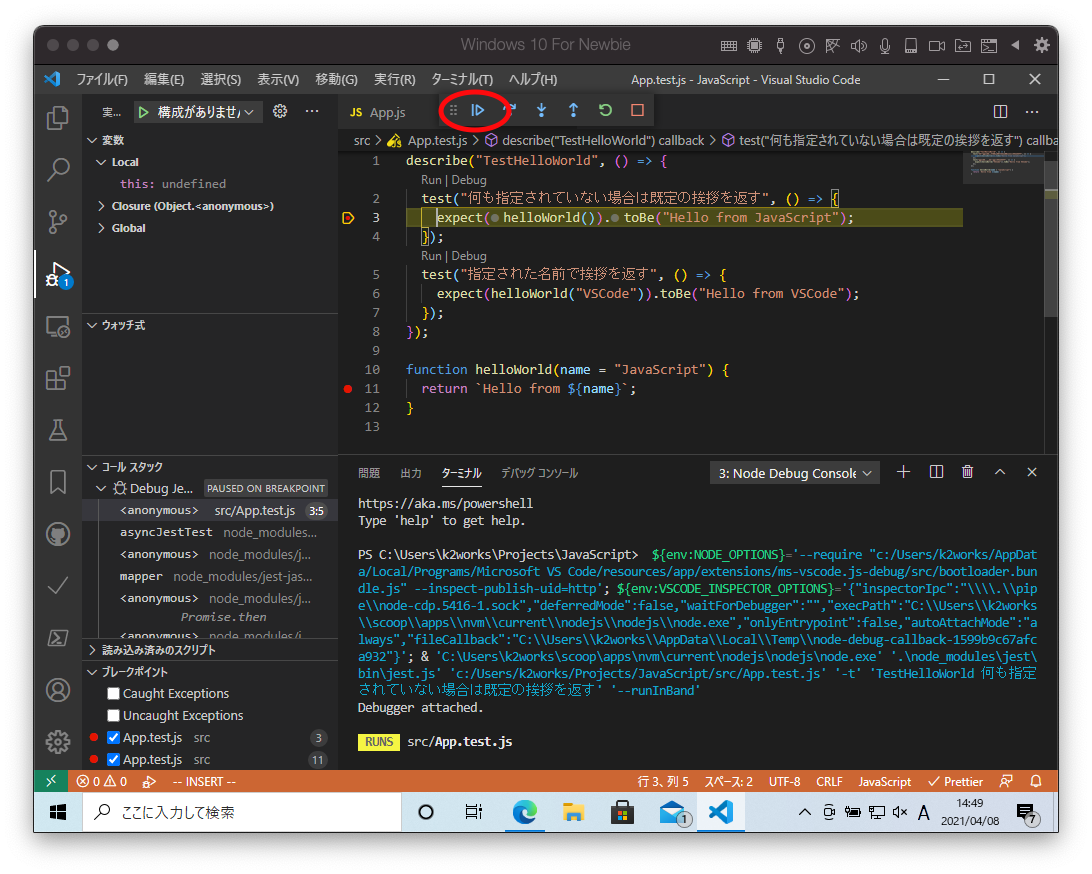 Windows 10 For Newbie
ファイル(F) 編集(E) 選択(S) 表示(V) 移動(G) 実行(R) ターミナル(T) ヘルプ(H) App.test.js - JavaScript - Visual Studio Code
実... 構成がありませ/ ...
JS App.js
src > App.test.js > describe("TestHelloWorld") callback > test("何も指定されていない場合は既定の挨拶を返す") callba
変数
Local
this: undefined
Closure (Object.<anonymous>)
Global
ウォッチ式
1
1 describe("TestHelloWorld", () => {
Run | Debug
2 test("何も指定されていない場合は既定の挨拶を返す", () => {
3 expect( helloWorld()). toBe("Hello from JavaScript");
4 });
Run | Debug
5 test("指定された名前で挨拶を返す", () => {
6 expect(helloWorld("VSCode")).toBe("Hello from VSCode");
7 });
8 });
9
10 function helloWorld(name = "JavaScript") {
11 return `Hello from ${name}`;
12 }
13
コール スタック
Debug Je... PAUSED ON BREAKPOINT
<anonymous> src/App.test.js 3:5
asyncJestTest node_modules...
<anonymous> node_modules/j...
mapper node_modules/jest-jas...
<anonymous> node_modules/j...
Promise.then
<anonymous> node_modules/j
読み込み済みのスクリプト
ブレークポイント
Caught Exceptions
Uncaught Exceptions
App.test.js src 3
App.test.js src 11
問題 出力 ターミナル デバッグ コンソール 3: Node Debug Console
https://aka.ms/powershell
Type 'help' to get help.
PS C:\Users\k2works\Projects\JavaScript> ${env:NODE_OPTIONS}='--require "c:/Users/k2works/AppDat
a/Local/Programs/Microsoft VS Code/resources/app/extensions/ms-vscode.js-debug/src/bootloader.bun
dle.js" --inspect-publish-uid=http'; ${env:VSCODE_INSPECTOR_OPTIONS}='{"inspectorIpc":"\\\\.\\pip
e\\node-cdp.5416-1.sock","deferredMode":false,"waitForDebugger":"","execPath":"C:\\Users\\k2works
\\scoop\\apps\\nvm\\current\\nodejs\\nodejs\\node.exe","onlyEntrypoint":false,"autoAttachMode":"a
lways","fileCallback":"C:\\Users\\k2works\\AppData\\Local\\Temp\\node-debug-callback-1599b9c67afc
a932"}'; & 'C:\Users\k2works\scoop\apps\nvm\current\nodejs\nodejs\node.exe' '.\node_modules\jest\
bin\jest.js' 'c:/Users/k2works/Projects/JavaScript/src/App.test.js' '-t' 'TestHelloWorld 何も指定
されていない場合は既定の挨拶を返す' '--runInBand'
Debugger attached.
RUNS src/App.test.js
0 0 -- INSERT -- 行 3、列 5 スペース: 2 UTF-8 CRLF JavaScript Prettier
ここに入力して検索 1 A 14:49
2021/04/08 7